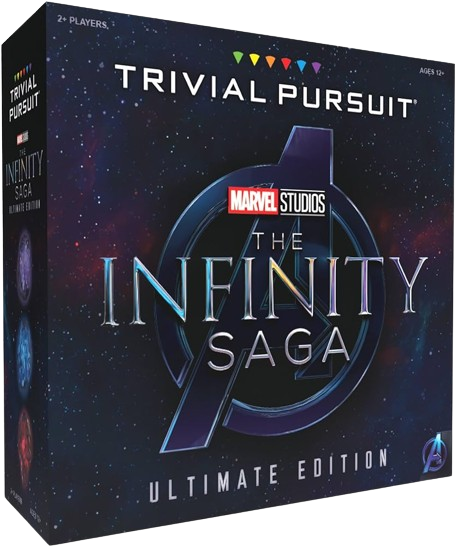 2+ PLAYERS.
AGES 12+
TRIVIAL PURSUIT®
MARVEL STUDIOS
THE
INFINITY
SAGA
ULTIMATE EDITION
TRIVIAL
PURSUIT
MARVEL STUDIOS
THE
INFINITY
SAGA
ULTIMATE EDITION